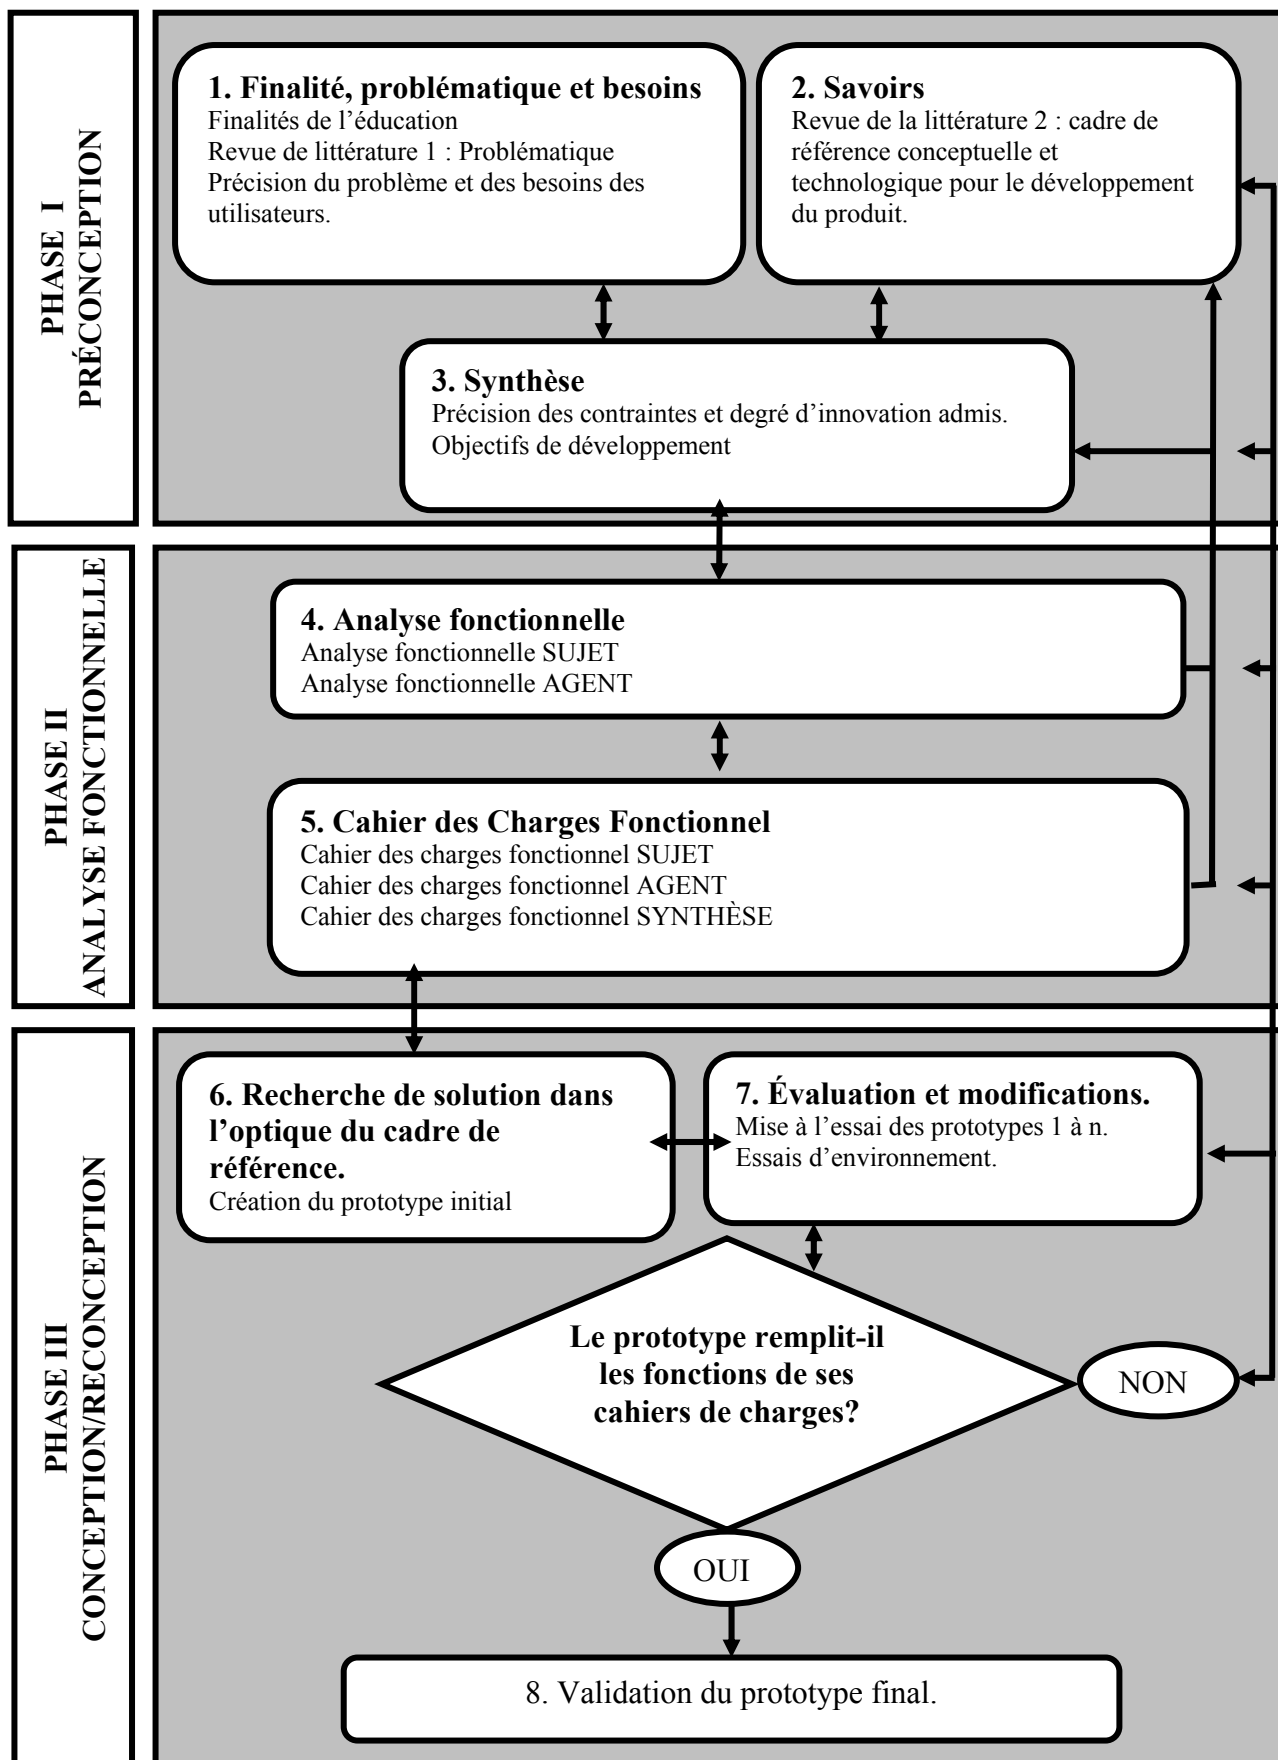 PHASE I
PRÉCONCEPTION
1. Finalité, problématique et besoins
Finalités de l’éducation
Revue de littérature 1 : Problématique
Précision du problème et des besoins des
utilisateurs.
2. Savoirs
Revue de la littérature 2 : cadre de
référence conceptuelle et
technologique pour le développement
du produit.
3. Synthèse
Précision des contraintes et degré d’innovation admis.
Objectifs de développement
PHASE II
ANALYSE FONCTIONNELLE
4. Analyse fonctionnelle
Analyse fonctionnelle SUJET
Analyse fonctionnelle AGENT
5. Cahier des Charges Fonctionnel
Cahier des charges fonctionnel SUJET
Cahier des charges fonctionnel AGENT
Cahier des charges fonctionnel SYNTHÈSE
PHASE III
CONCEPTION/RECONCEPTION
6. Recherche de solution dans
l’optique du cadre de
référence.
Création du prototype initial
7. Évaluation et modifications.
Mise à l’essai des prototypes 1 à n.
Essais d’environnement.
Le prototype remplit-il
les fonctions de ses
cahiers de charges?
NON
OUI
8. Validation du prototype final.